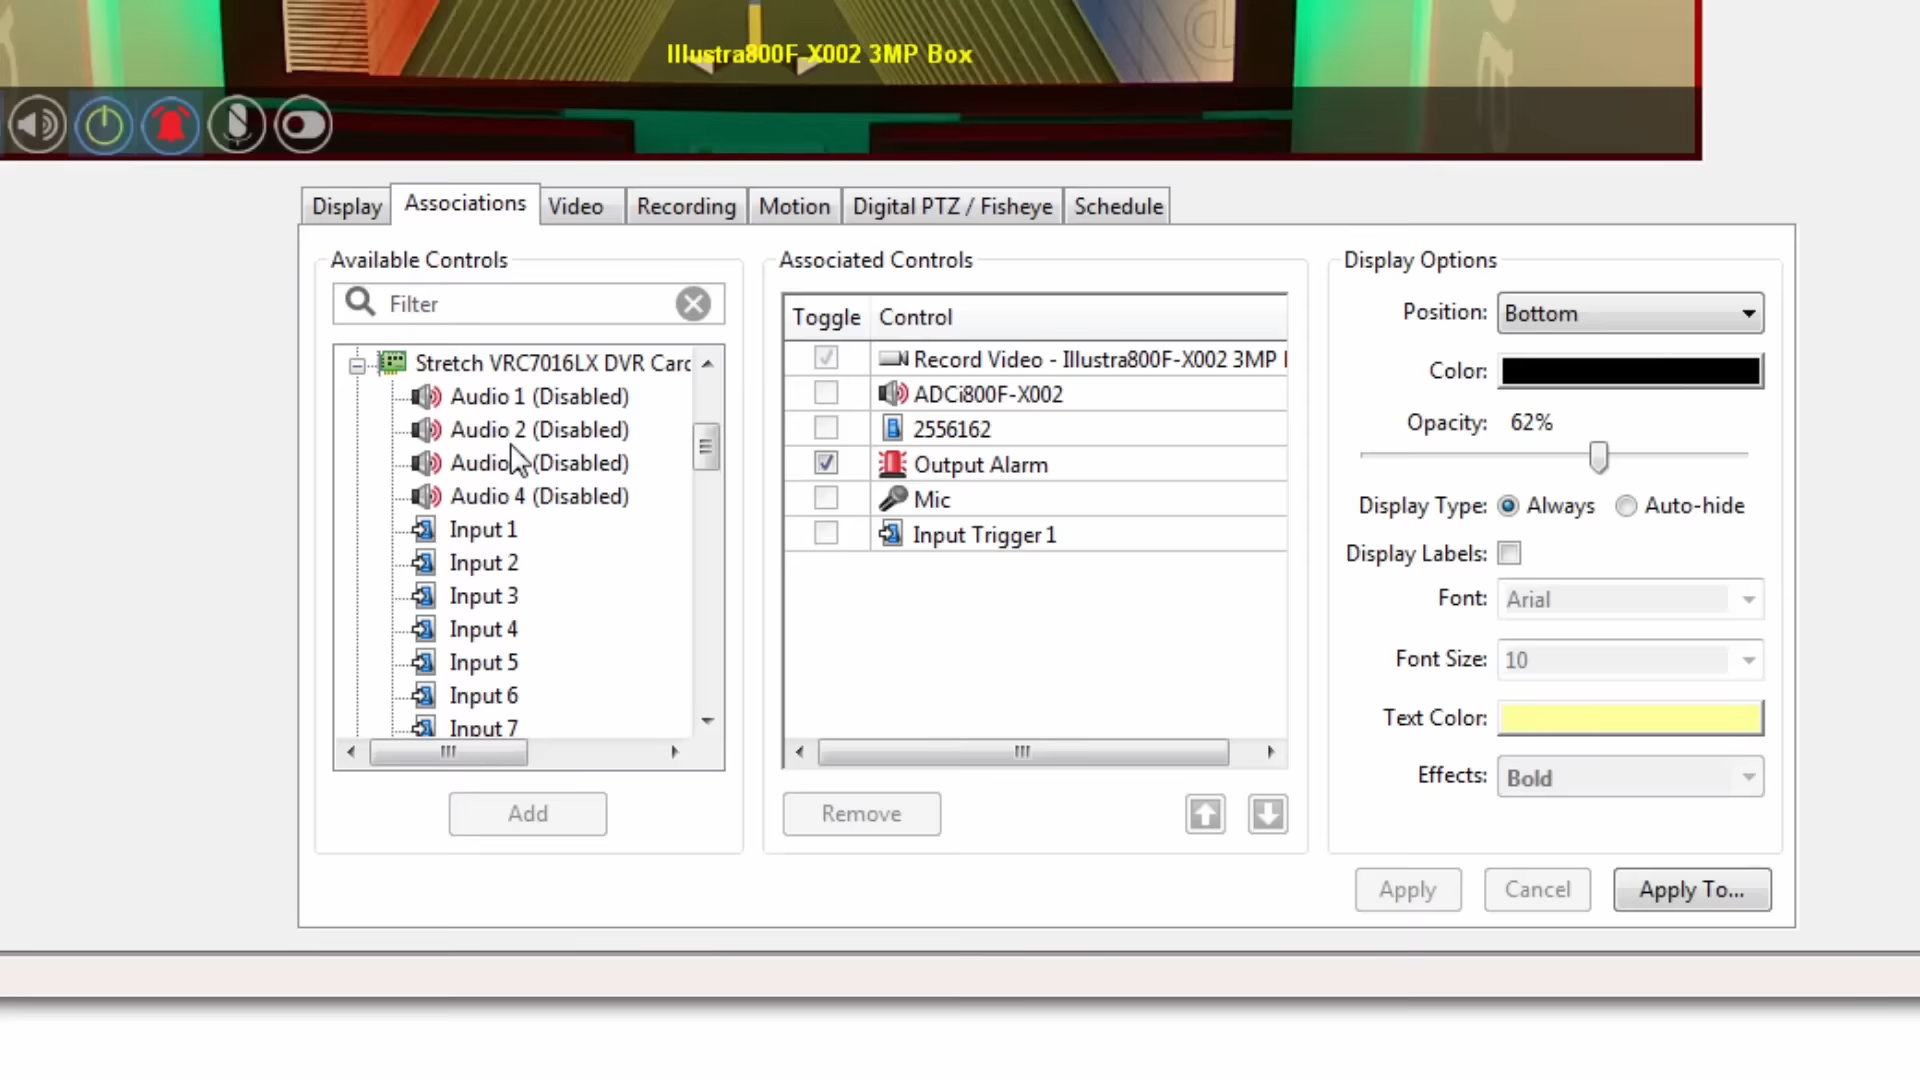 Illustra800F-X002 3MP Box
Display Associations Video Recording Motion Digital PTZ / Fisheye Schedule
Available Controls
Filter
Stretch VRC7016LX DVR Card
Audio 1 (Disabled)
Audio 2 (Disabled)
Audio (Disabled)
Audio 4 (Disabled)
Input 1
Input 2
Input 3
Input 4
Input 5
Input 6
Input 7
Add
Associated Controls
Toggle Control
Record Video - Illustra800F-X002 3MP
ADCi800F-X002
2556162
Output Alarm
Mic
Input Trigger 1
Remove
Display Options
Position: Bottom
Color:
Opacity: 62%
Display Type: Always Auto-hide
Display Labels:
Font: Arial
Font Size: 10
Text Color:
Effects: Bold
Apply Cancel Apply To...